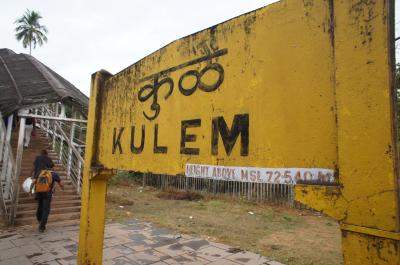 कुळे
KULEM
HEIGHT ABOVE MSL 72·540 M